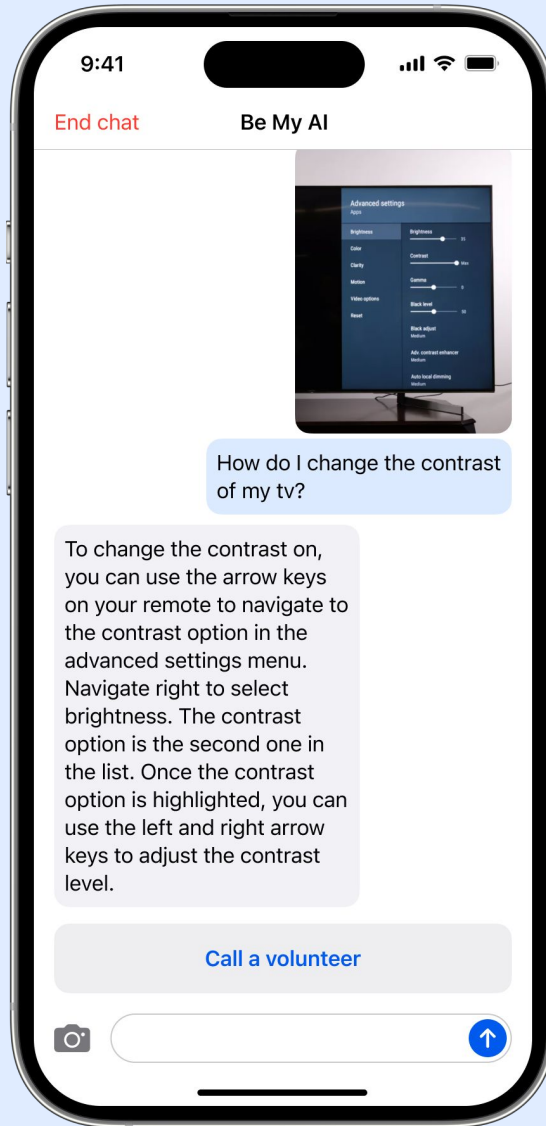 9:41
End chat
Be My AI
Advanced settings
Apps
Brightness
Color
Clarity
Motion
Video options
Reset
Brightness
Contrast
Max
Gamma
0
Black level
50
Black adjust
Medium
Adv. contrast enhancer
Medium
Auto local dimming
Medium
How do I change the contrast
of my tv?
To change the contrast on,
you can use the arrow keys
on your remote to navigate to
the contrast option in the
advanced settings menu.
Navigate right to select
brightness. The contrast
option is the second one in
the list. Once the contrast
option is highlighted, you can
use the left and right arrow
keys to adjust the contrast
level.
Call a volunteer